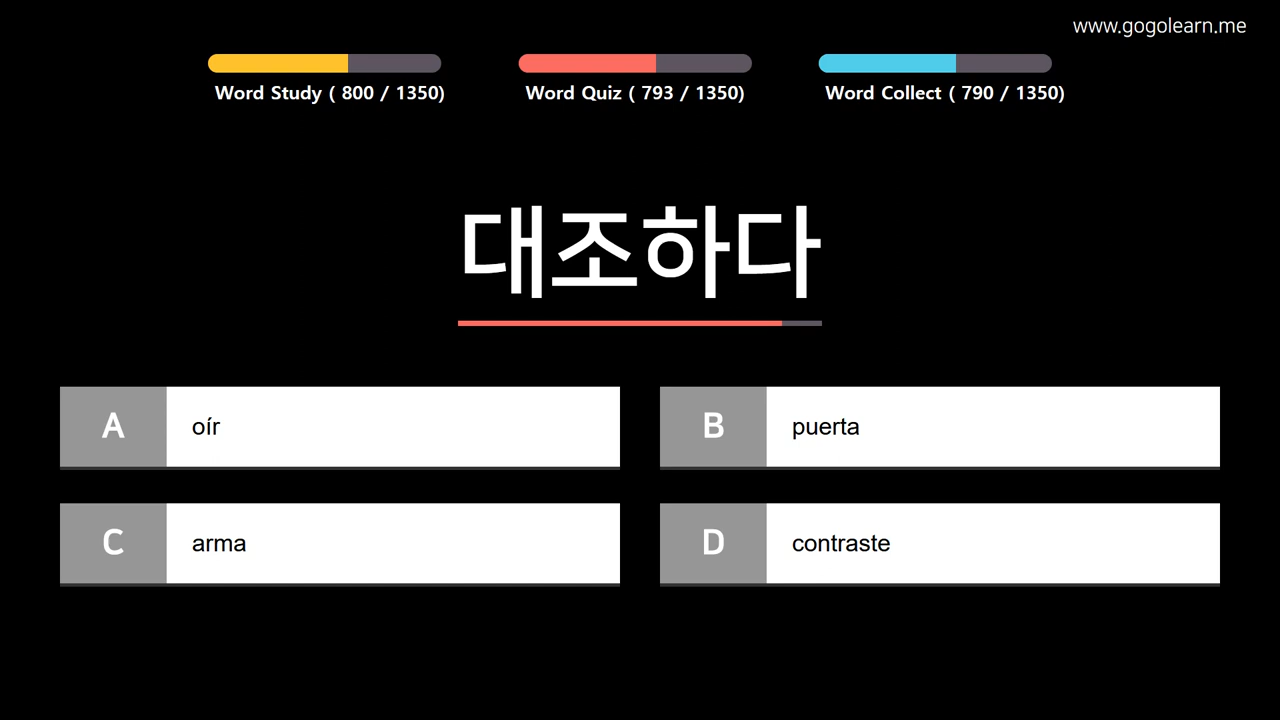 www.gogolearn.me
Word Study ( 800 / 1350)
Word Quiz ( 793 / 1350)
Word Collect ( 790 / 1350)
대조하다
A oír
B puerta
C arma
D contraste